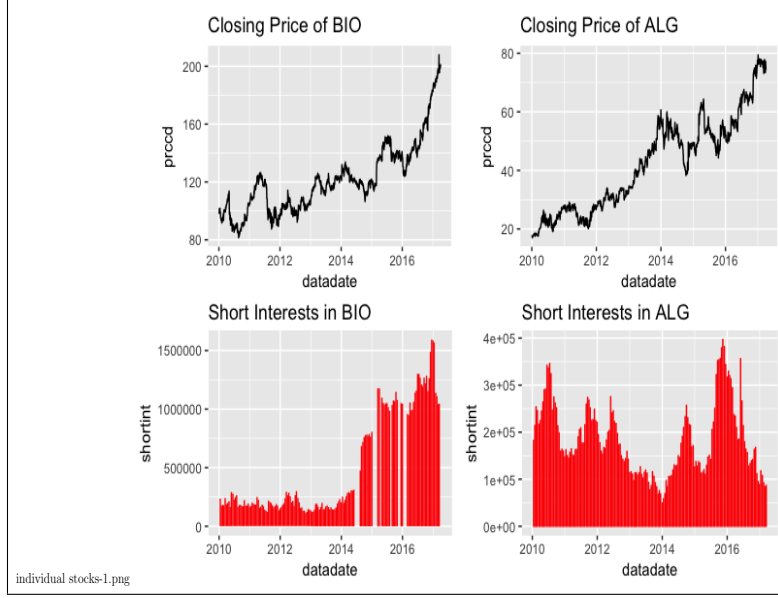 Closing Price of BIO
prccd
200
160
120
80
2010 2012 2014 2016
datadate
Closing Price of ALG
prccd
80
60
40
20
2010 2012 2014 2016
datadate
Short Interests in BIO
shortint
1500000
1000000
500000
0
2010 2012 2014 2016
datadate
Short Interests in ALG
shortint
4e+05
3e+05
2e+05
1e+05
0e+00
2010 2012 2014 2016
datadate
individual stocks-1.png